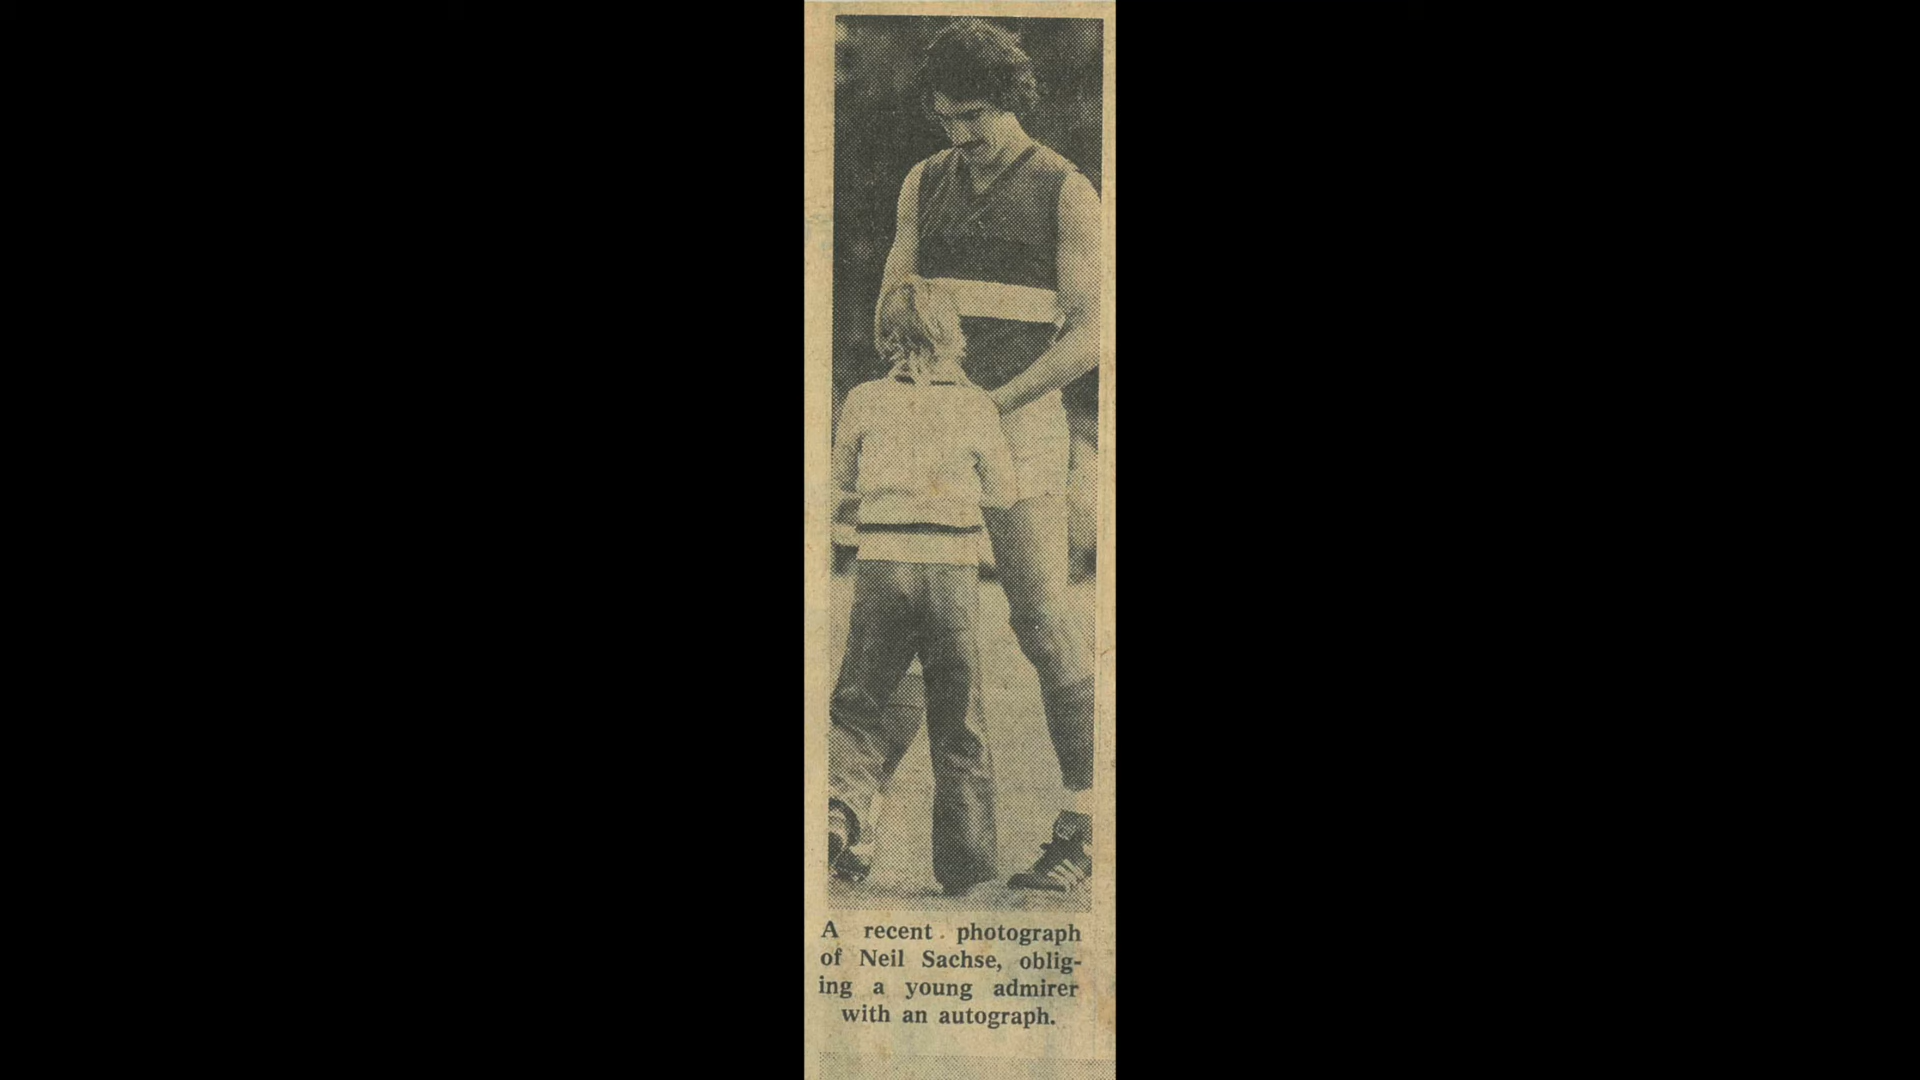 A recent photograph
of Neil Sachse, oblig-
ing a young admirer
with an autograph.